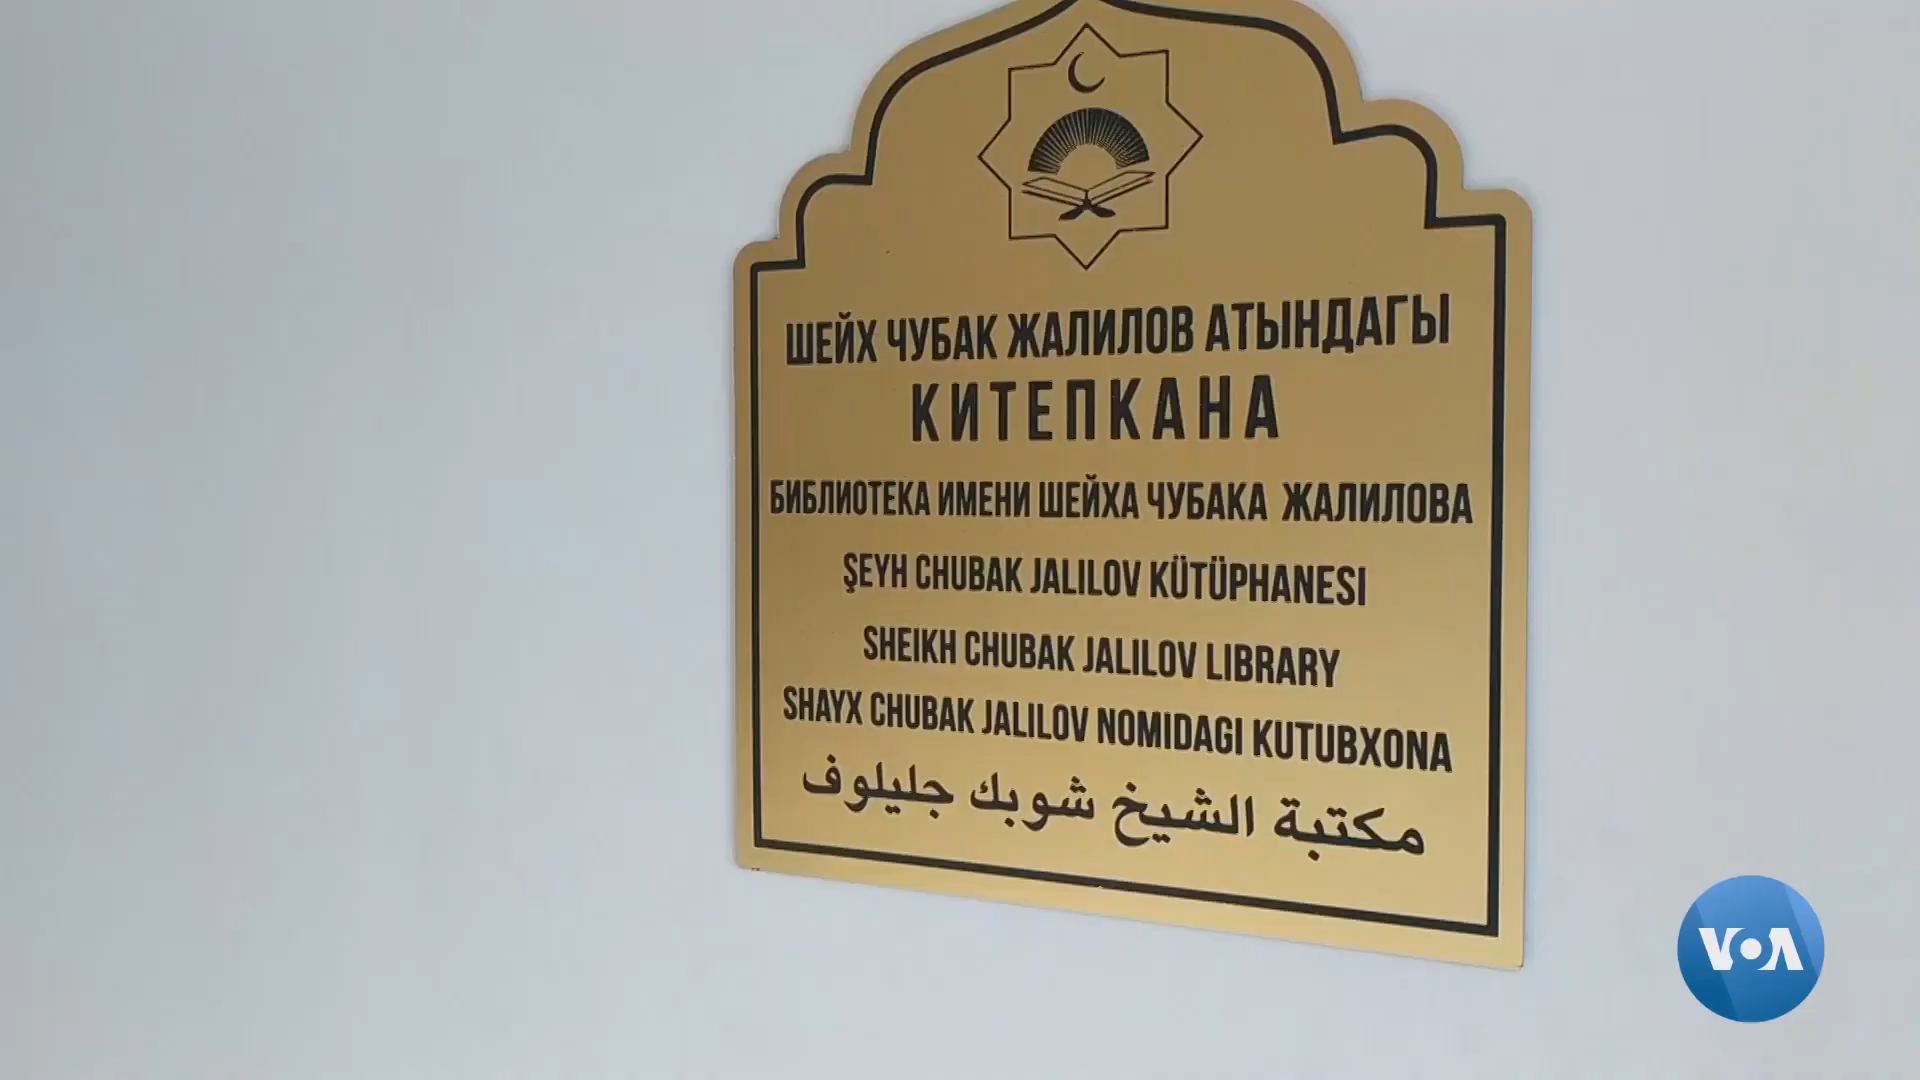 ШЕЙХ ЧУБАК ЖАЛИЛОВ АТЫНДАГЫ
КИТЕПКАНА
БИБЛИОТЕКА ИМЕНИ ШЕЙХА ЧУБАКА ЖАЛИЛОВА
ŞEYH CHUBAK JALILOV KÜTÜPHANESI
SHEIKH CHUBAK JALILOV LIBRARY
SHAYX CHUBAK JALILOV NOMIDAGI KUTUBXONA
مكتبة الشيخ شوبك جليلوف
VOA